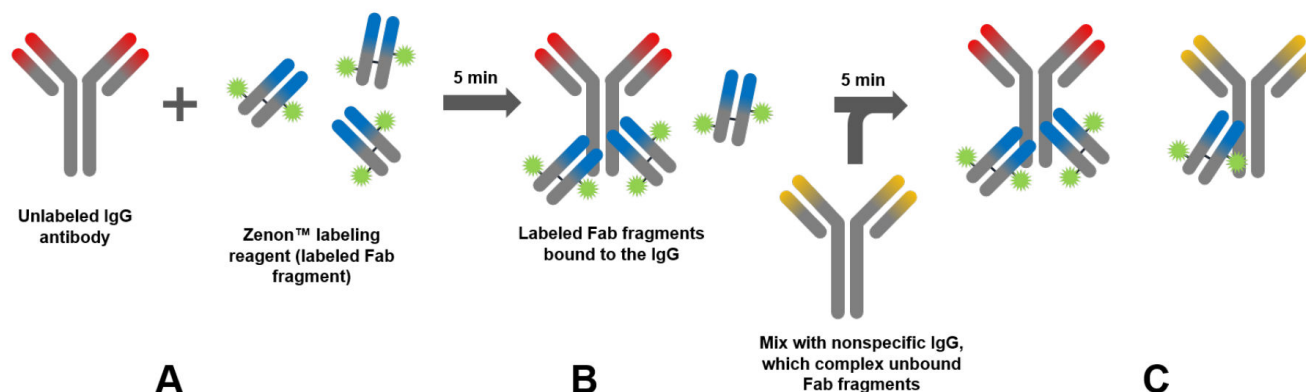 Unlabeled IgG
antibody
Zenon™ labeling
reagent (labeled Fab
fragment)
5 min
Labeled Fab fragments
bound to the IgG
5 min
Mix with nonspecific IgG,
which complex unbound
Fab fragments
A
B
C